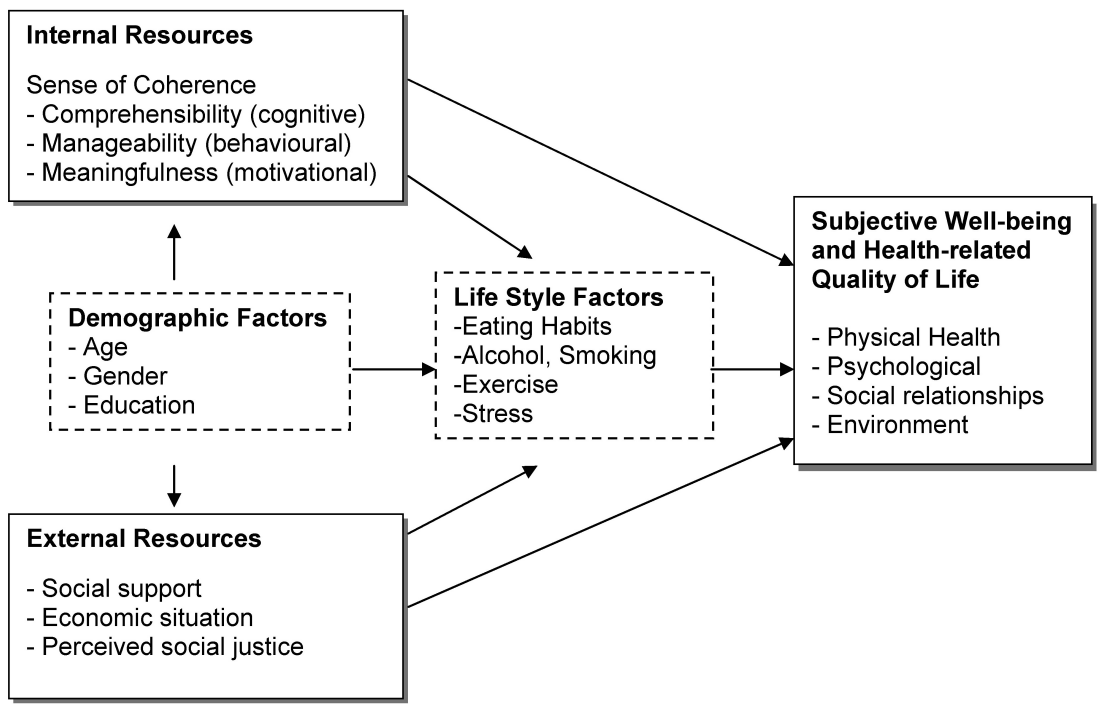 Internal Resources
Sense of Coherence
- Comprehensibility (cognitive)
- Manageability (behavioural)
- Meaningfulness (motivational)
Demographic Factors
- Age
- Gender
- Education
External Resources
- Social support
- Economic situation
- Perceived social justice
Life Style Factors
-Eating Habits
-Alcohol, Smoking
-Exercise
-Stress
Subjective Well-being
and Health-related
Quality of Life
- Physical Health
- Psychological
- Social relationships
- Environment